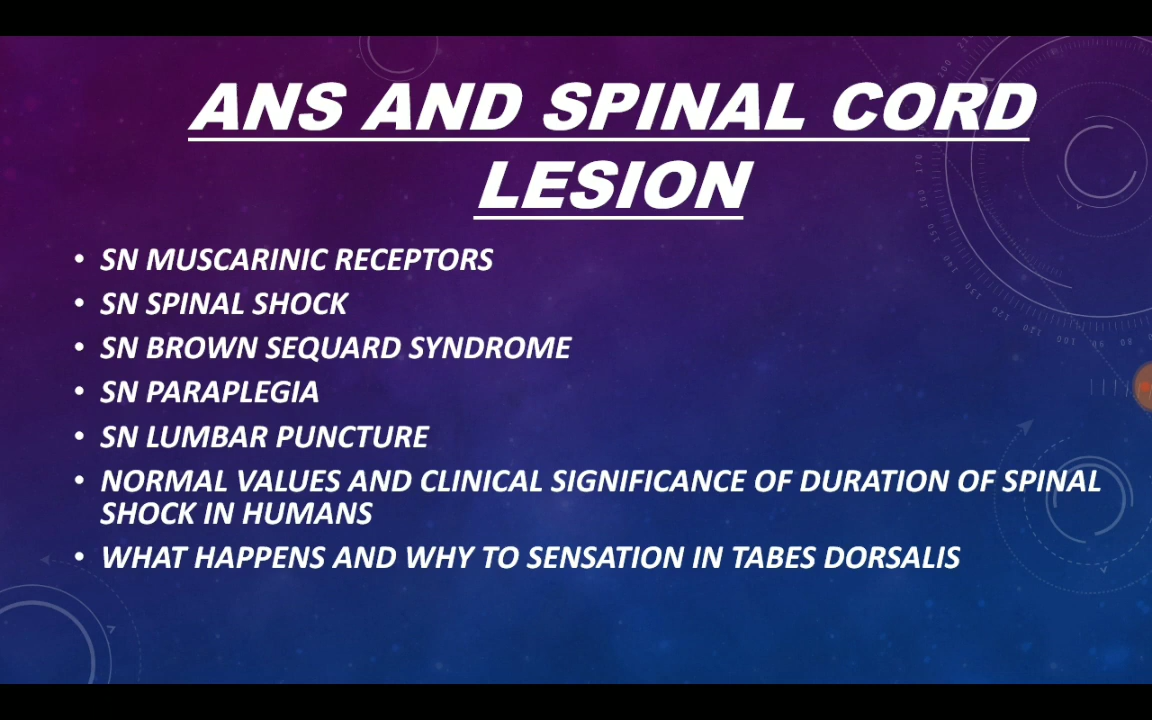 ANS AND SPINAL CORD
LESION
• SN MUSCARINIC RECEPTORS
• SN SPINAL SHOCK
• SN BROWN SEQUARD SYNDROME
• SN PARAPLEGIA
• SN LUMBAR PUNCTURE
• NORMAL VALUES AND CLINICAL SIGNIFICANCE OF DURATION OF SPINAL
SHOCK IN HUMANS
• WHAT HAPPENS AND WHY TO SENSATION IN TABES DORSALIS